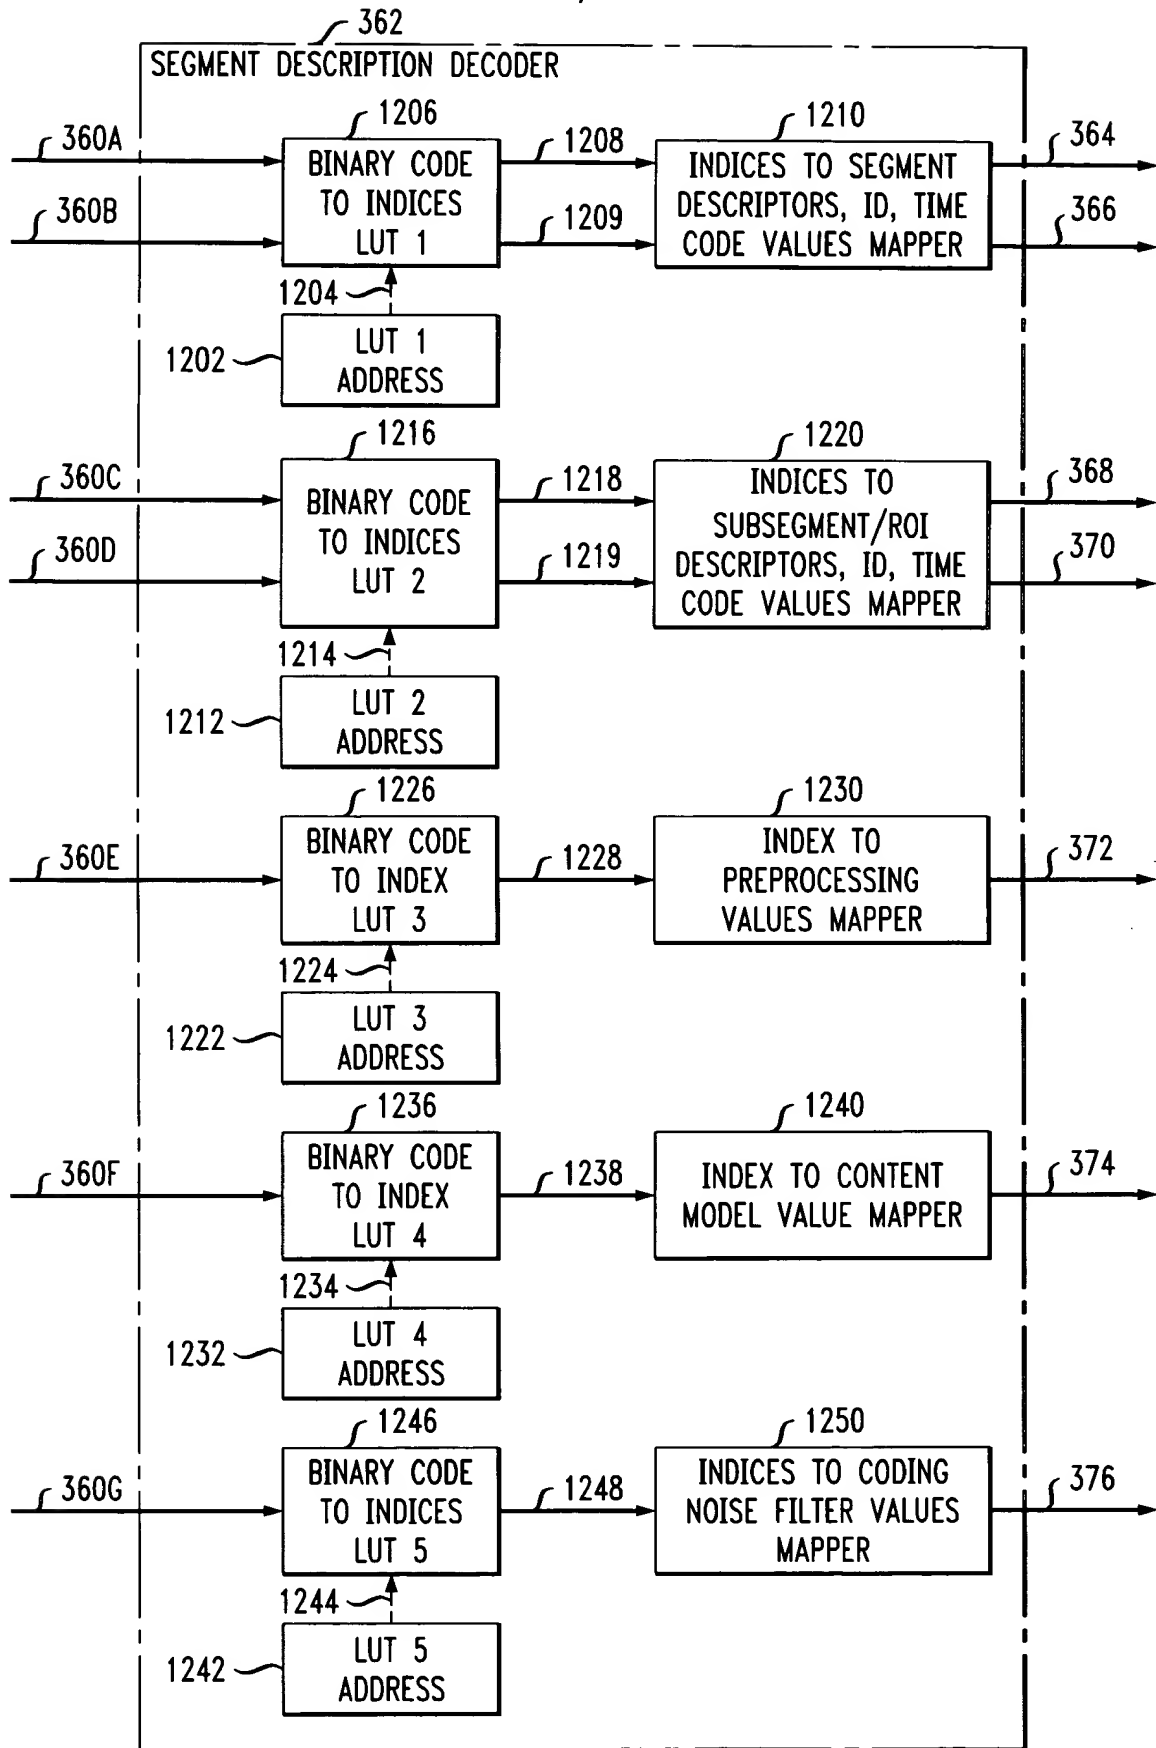 362
SEGMENT DESCRIPTION DECODER
360A
360B
1206
BINARY CODE
TO INDICES
LUT 1
1208
1209
1210
INDICES TO SEGMENT
DESCRIPTORS, ID, TIME
CODE VALUES MAPPER
364
366
1204
1202
LUT 1
ADDRESS
360C
360D
1216
BINARY CODE
TO INDICES
LUT 2
1218
1219
1220
INDICES TO
SUBSEGMENT/ROI
DESCRIPTORS, ID, TIME
CODE VALUES MAPPER
368
370
1214
1212
LUT 2
ADDRESS
360E
1226
BINARY CODE
TO INDEX
LUT 3
1228
1230
INDEX TO
PREPROCESSING
VALUES MAPPER
372
1224
1222
LUT 3
ADDRESS
360F
1236
BINARY CODE
TO INDEX
LUT 4
1238
1240
INDEX TO CONTENT
MODEL VALUE MAPPER
374
1234
1232
LUT 4
ADDRESS
360G
1246
BINARY CODE
TO INDICES
LUT 5
1248
1250
INDICES TO CODING
NOISE FILTER VALUES
MAPPER
376
1244
1242
LUT 5
ADDRESS